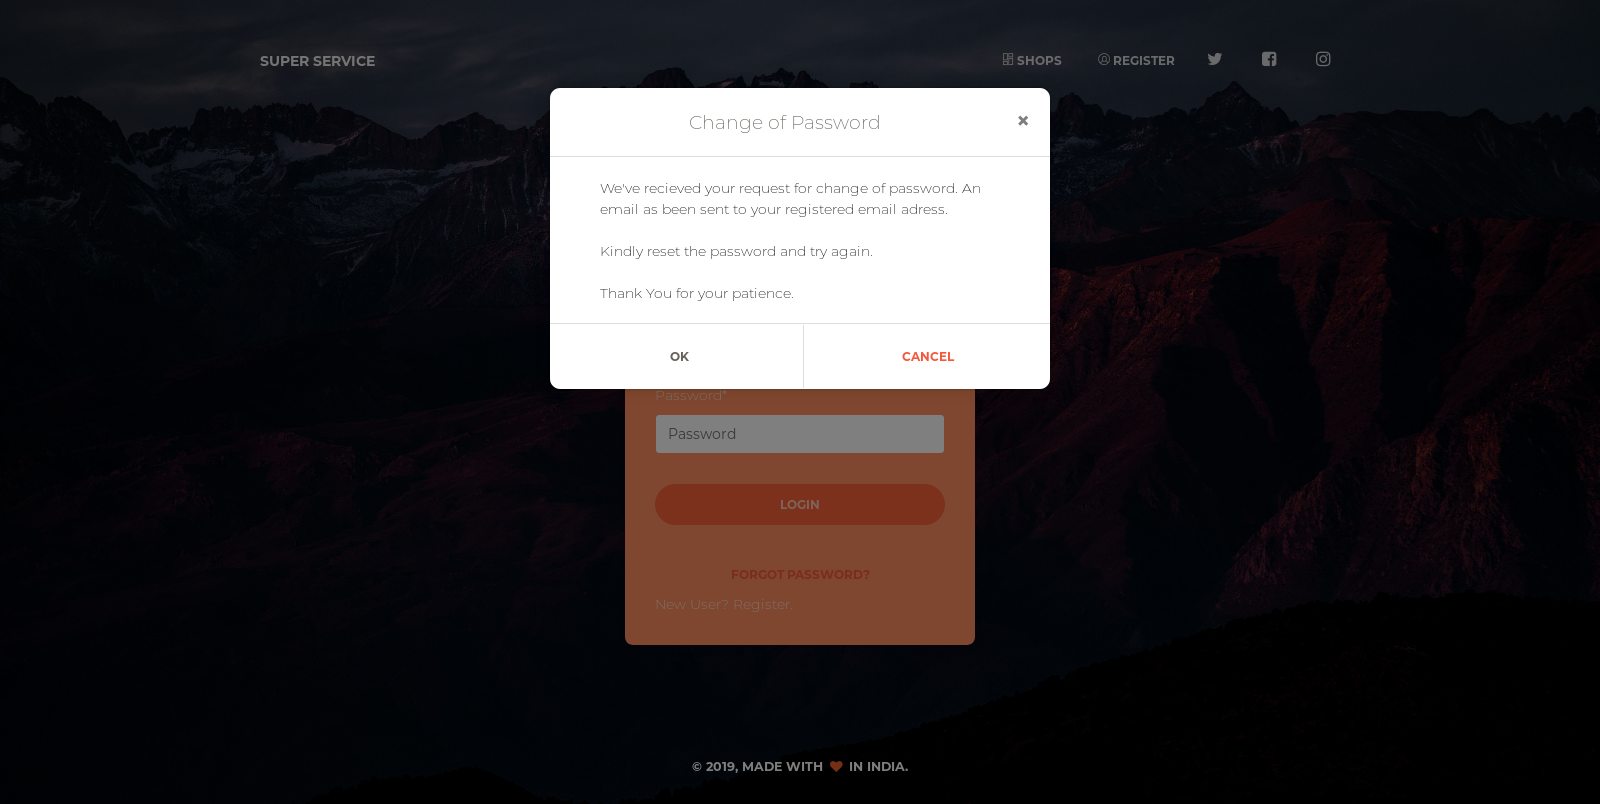 SUPER SERVICE
SHOPS
REGISTER
Change of Password
×
We've recieved your request for change of password. An
email as been sent to your registered email adress.
Kindly reset the password and try again.
Thank You for your patience.
OK
CANCEL
Password*
Password
LOGIN
FORGOT PASSWORD?
New User? Register.
© 2019, MADE WITH ♥ IN INDIA.